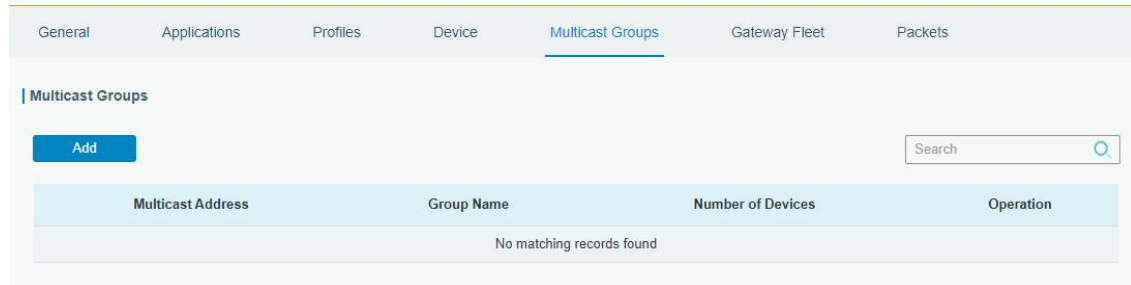 General Applications Profiles Device Multicast Groups Gateway Fleet Packets
Multicast Groups
Add Search
Multicast Address Group Name Number of Devices Operation
No matching records found